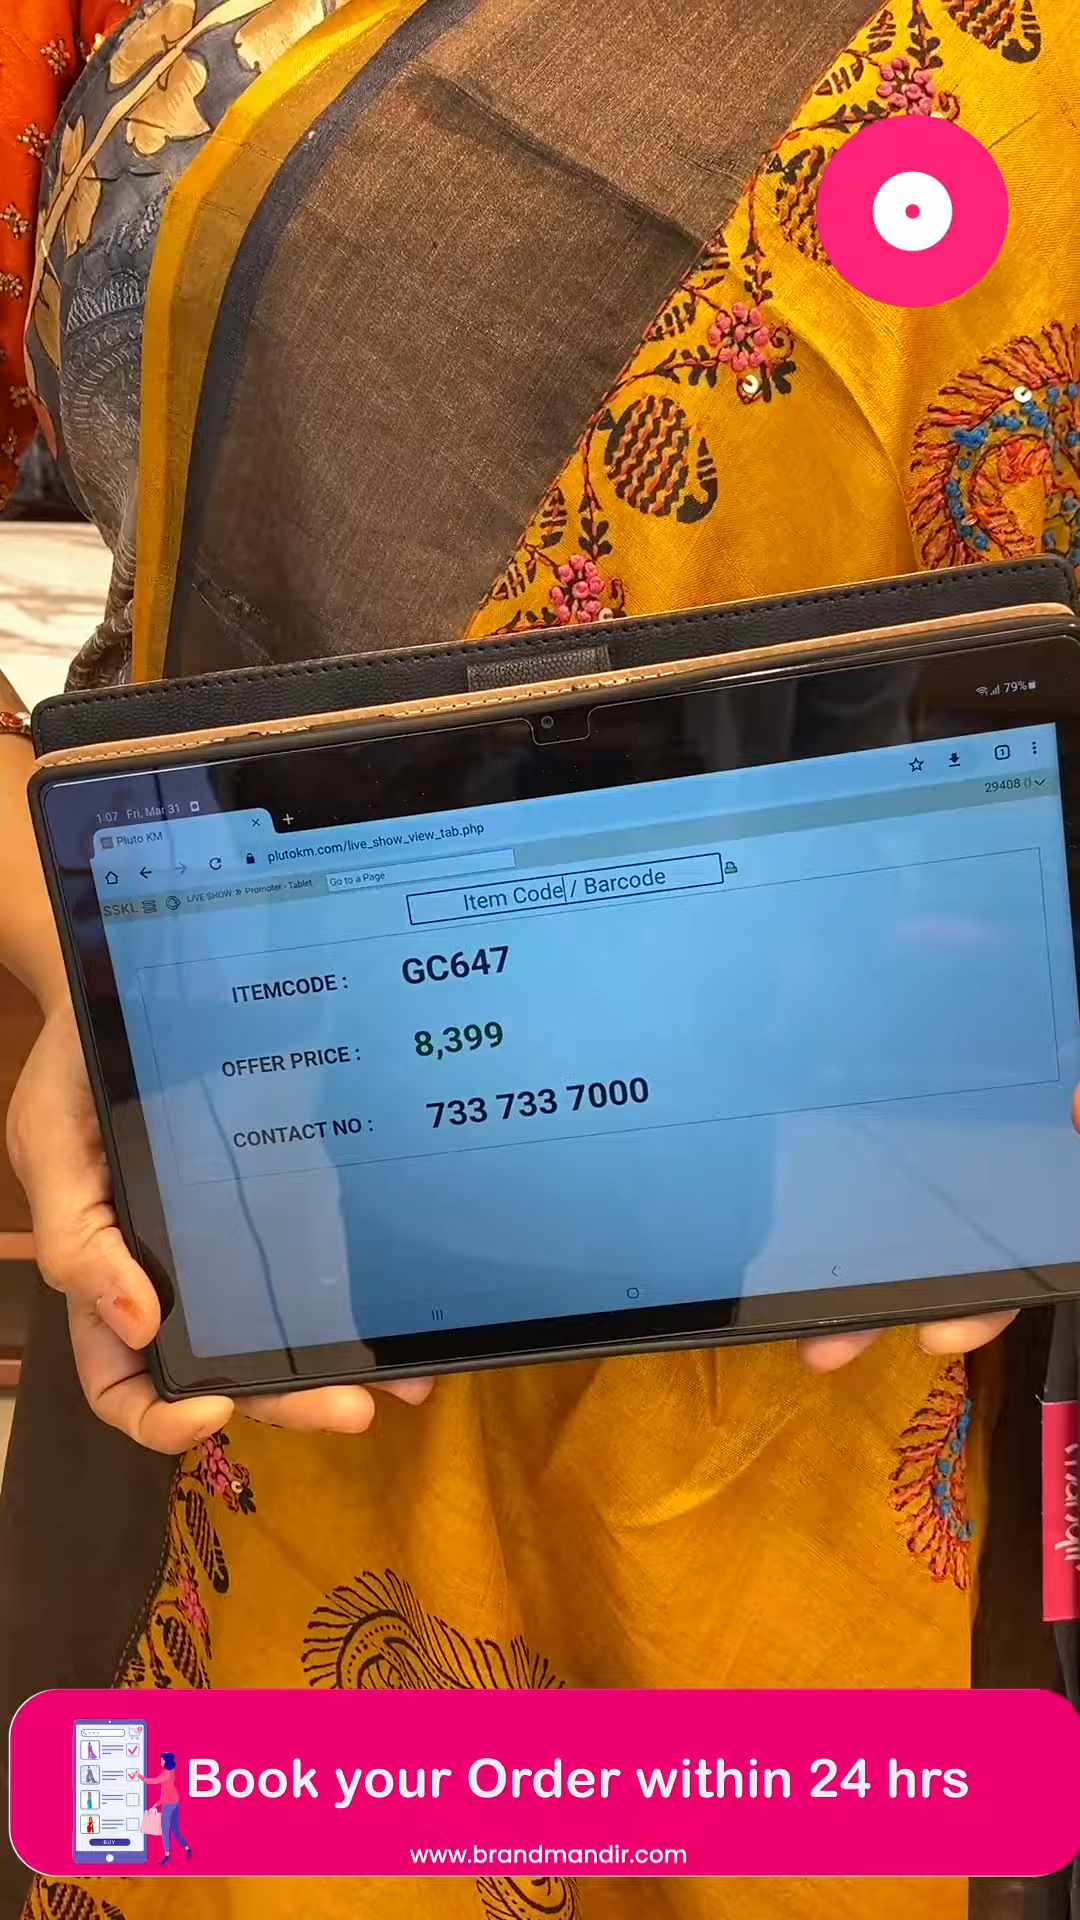 79%
1:07 Fri, Mar 31
Pluto KM
plutokm.com/live_show_view_tab.php
1
29408 ()
SSKL
LIVE SHOW » Promoter - Tablet
Go to a Page
Item Code / Barcode
ITEMCODE : GC647
OFFER PRICE : 8,399
CONTACT NO : 733 733 7000
Book your Order within 24 hrs
BUY
www.brandmandir.com